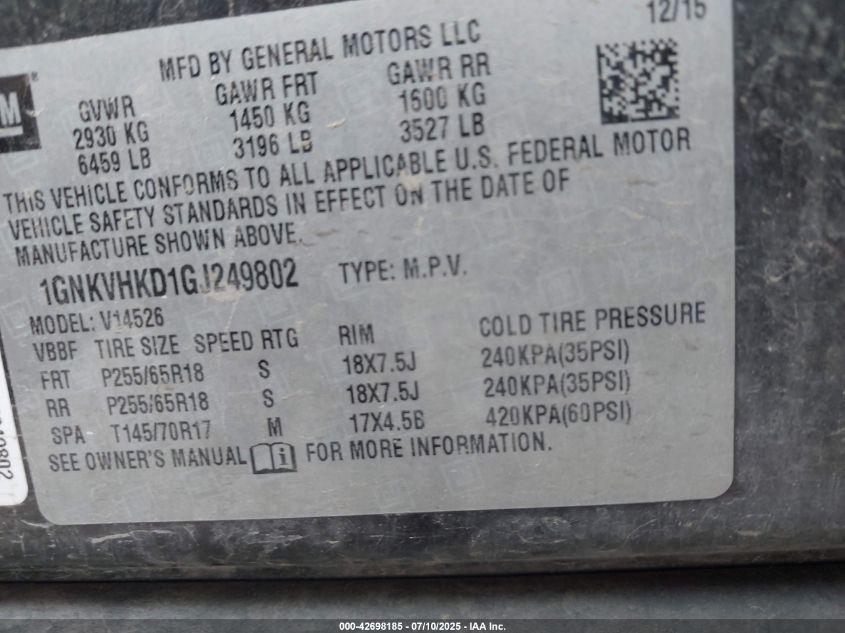 12/15
MFD BY GENERAL MOTORS LLC
GM ®
GVWR GAWR FRT GAWR RR
2930 KG 1450 KG 1600 KG
6459 LB 3196 LB 3527 LB
THIS VEHICLE CONFORMS TO ALL APPLICABLE U.S. FEDERAL MOTOR
VEHICLE SAFETY STANDARDS IN EFFECT ON THE DATE OF
MANUFACTURE SHOWN ABOVE.
1GNKVHKD1GJ249802 TYPE: M.P.V.
MODEL: V14526
VBBF TIRE SIZE SPEED RTG RIM COLD TIRE PRESSURE
FRT P255/65R18 S 18X7.5J 240KPA(35PSI)
RR P255/65R18 S 18X7.5J 240KPA(35PSI)
SPA T145/70R17 M 17X4.5B 420KPA(60PSI)
SEE OWNER'S MANUAL i FOR MORE INFORMATION.
000-42698185 - 07/10/2025 - IAA Inc.